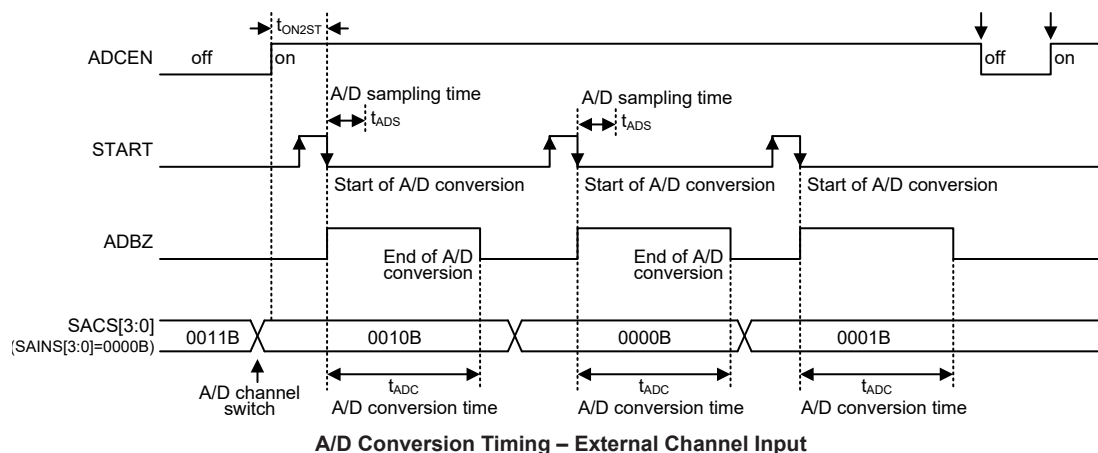 tON2ST
ADCEN
off
on
off
on
A/D sampling time
A/D sampling time
tADS
tADS
START
Start of A/D conversion
Start of A/D conversion
Start of A/D conversion
ADBZ
End of A/D
conversion
End of A/D
conversion
SACS[3:0]
(SAINS[3:0]=0000B)
0011B
0010B
0000B
0001B
A/D channel
switch
tADC
tADC
tADC
A/D conversion time
A/D conversion time
A/D conversion time
A/D Conversion Timing – External Channel Input